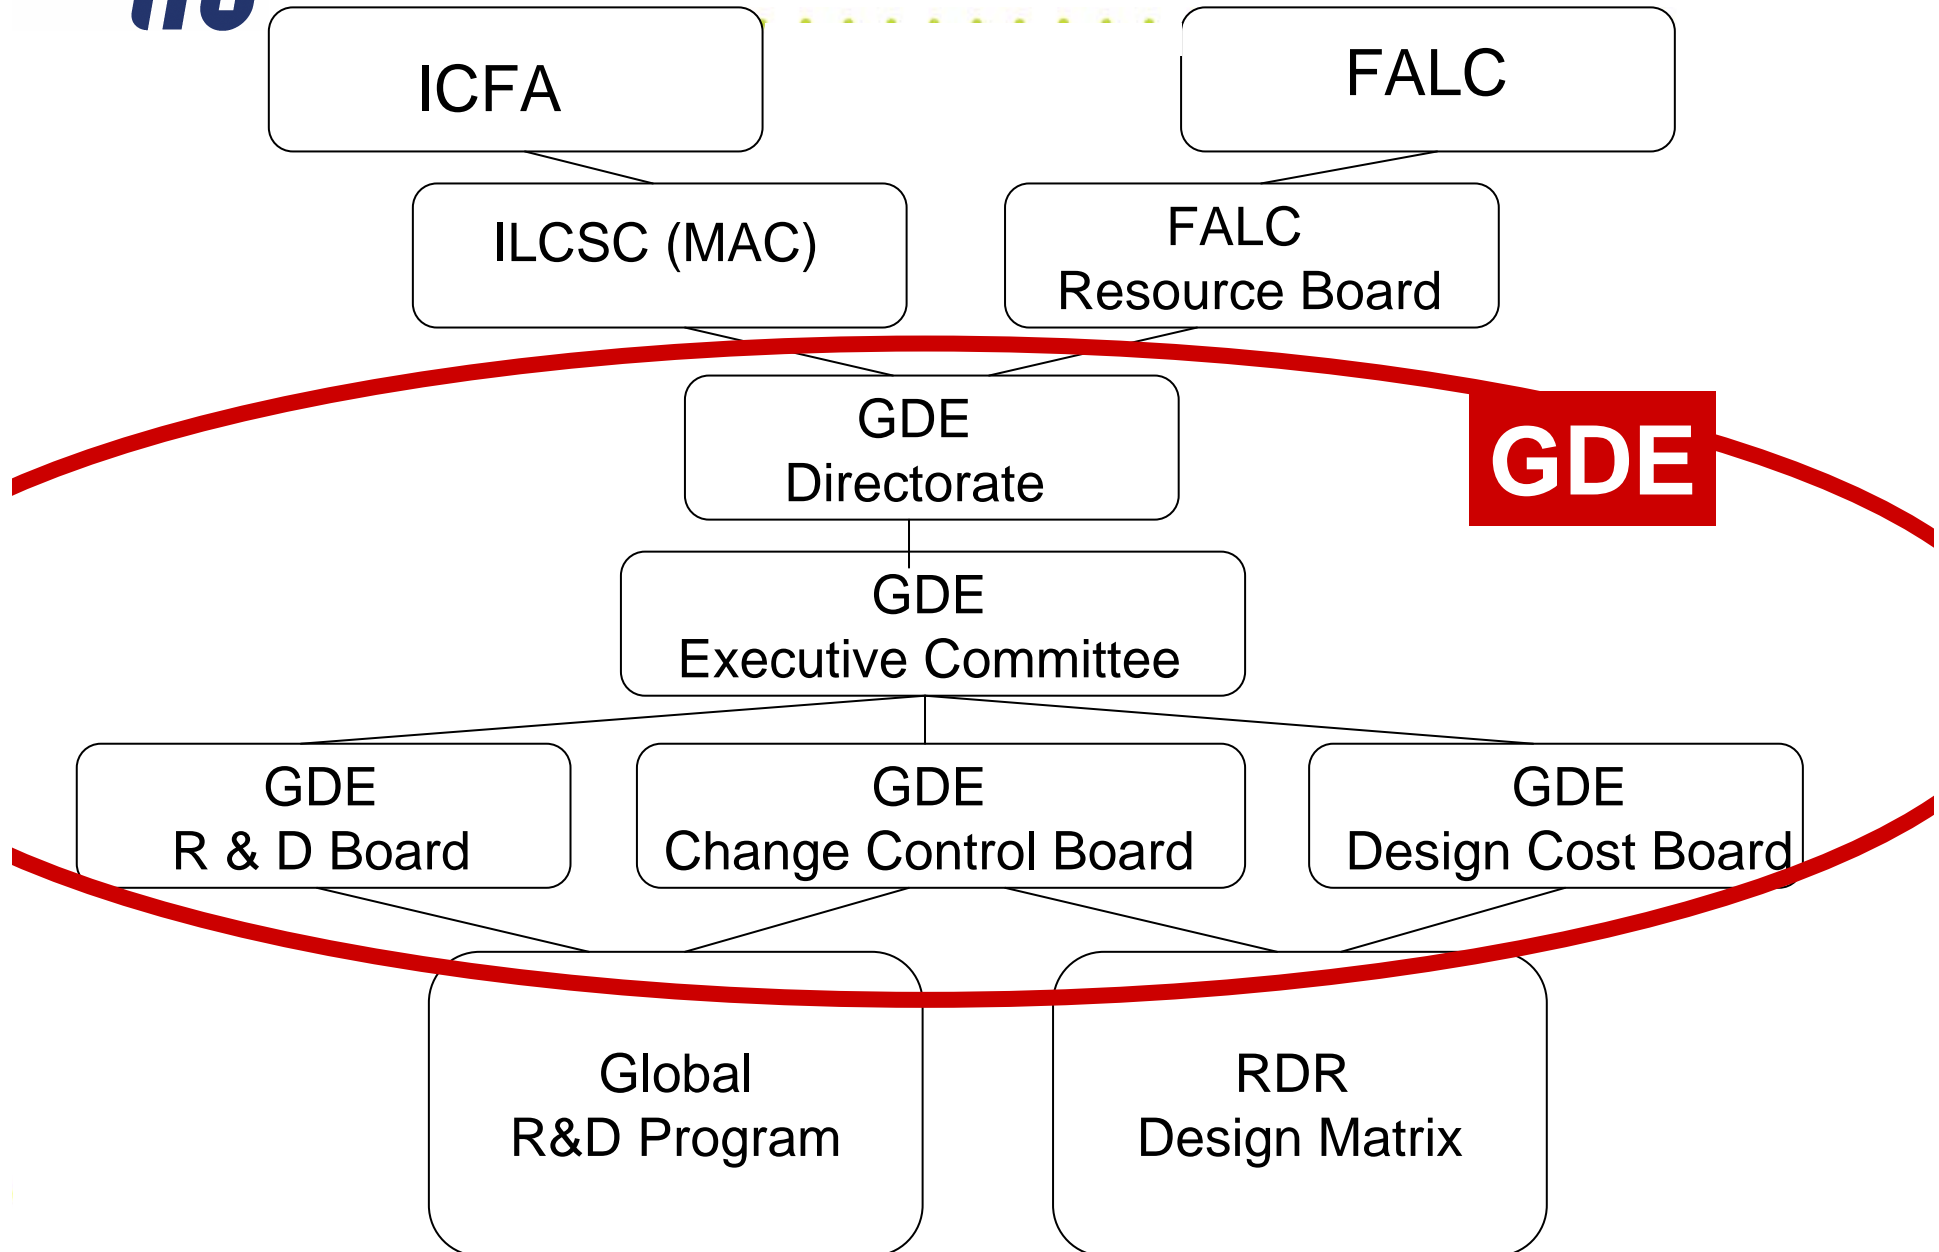 ICFA
FALC
ILCSC (MAC)
FALC
Resource Board
GDE
Directorate
GDE
GDE
Executive Committee
GDE
R & D Board
GDE
Change Control Board
GDE
Design Cost Board
Global
R&D Program
RDR
Design Matrix